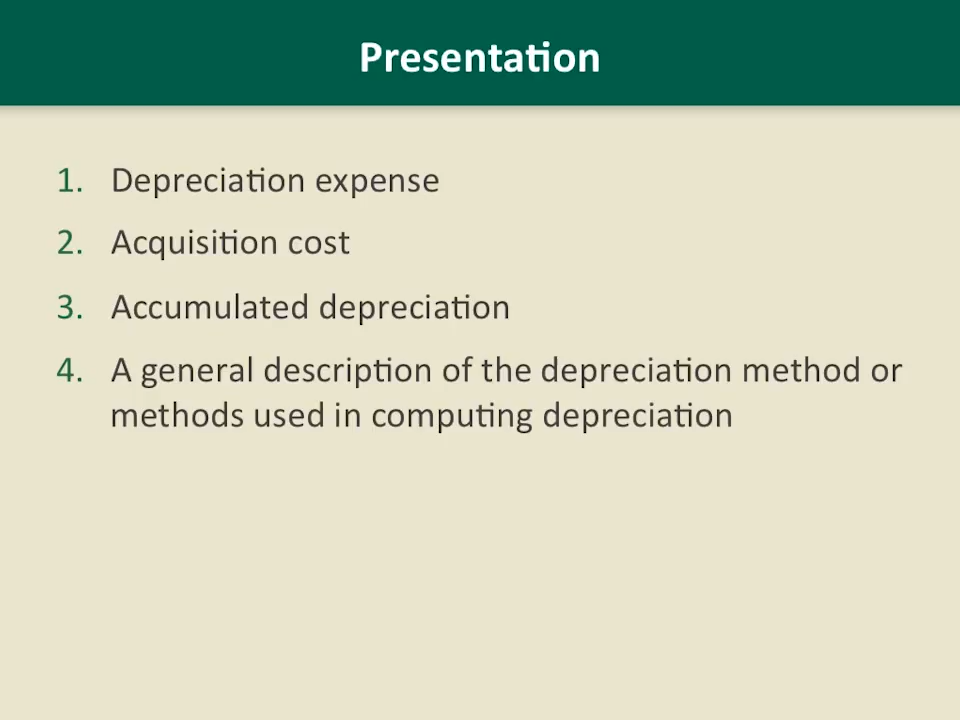 Presentation
1. Depreciation expense
2. Acquisition cost
3. Accumulated depreciation
4. A general description of the depreciation method or
methods used in computing depreciation